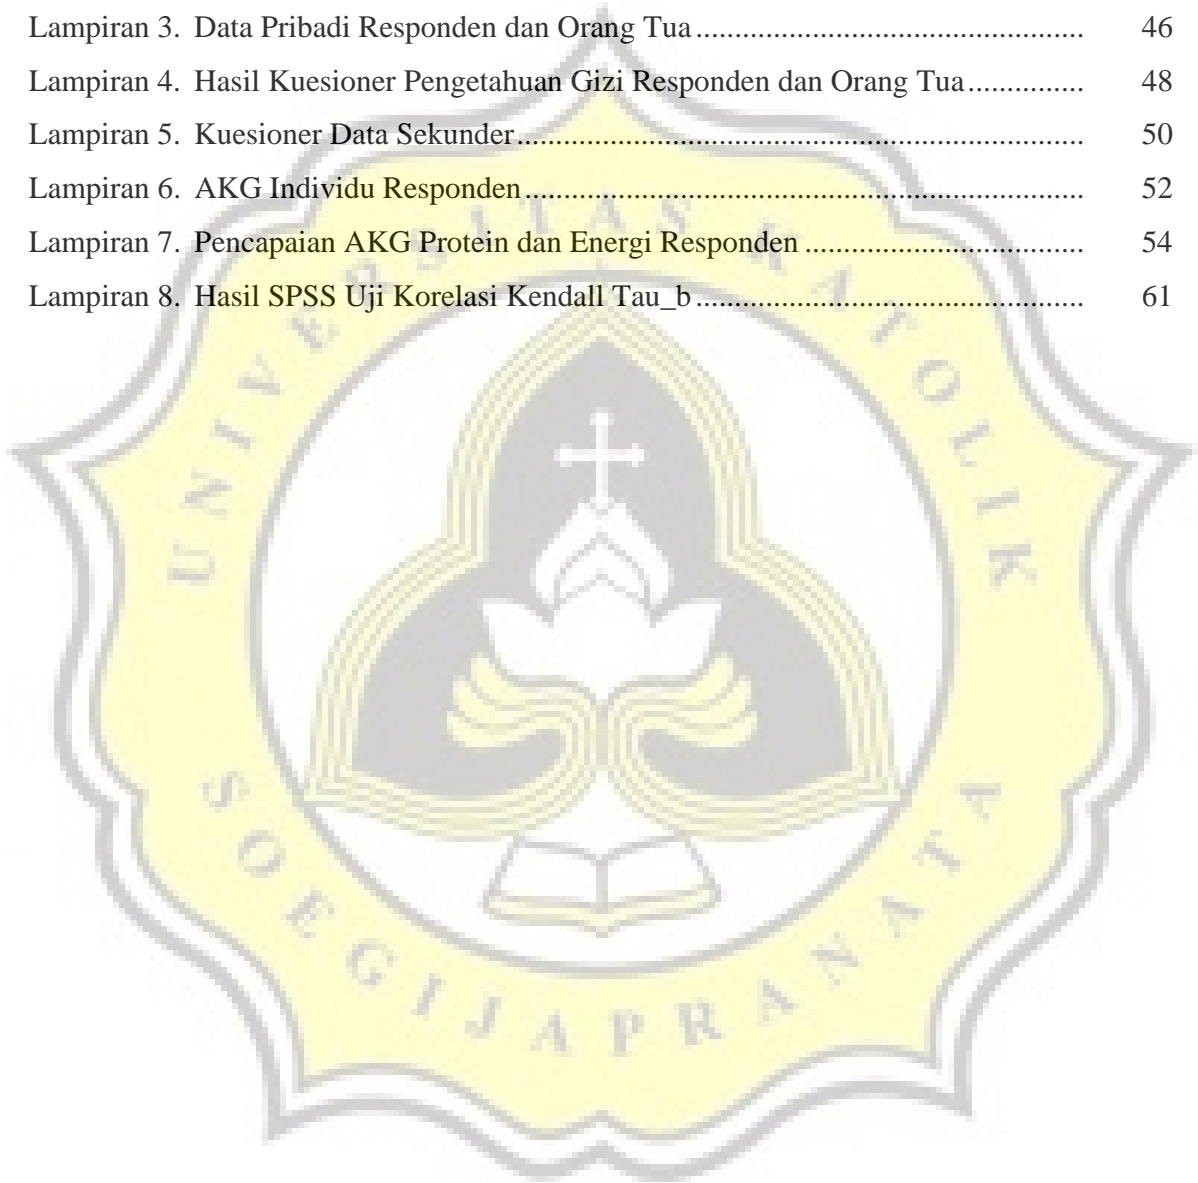 Lampiran 3. Data Pribadi Responden dan Orang Tua ................................................ 46
Lampiran 4. Hasil Kuesioner Pengetahuan Gizi Responden dan Orang Tua ............... 48
Lampiran 5. Kuesioner Data Sekunder ....................................................................... 50
Lampiran 6. AKG Individu Responden ...................................................................... 52
Lampiran 7. Pencapaian AKG Protein dan Energi Responden ................................... 54
Lampiran 8. Hasil SPSS Uji Korelasi Kendall Tau_b ................................................. 61
UNIVERSITAS KATOLIK
SOEGIJAPRANATA